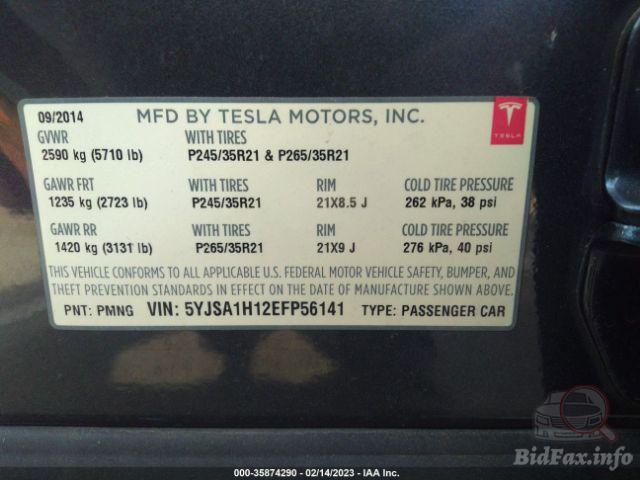 09/2014 MFD BY TESLA MOTORS, INC.
TESLA
GVWR WITH TIRES
2590 kg (5710 lb) P245/35R21 & P265/35R21
GAWR FRT WITH TIRES RIM COLD TIRE PRESSURE
1235 kg (2723 lb) P245/35R21 21X8.5 J 262 kPa, 38 psi
GAWR RR WITH TIRES RIM COLD TIRE PRESSURE
1420 kg (3131 lb) P265/35R21 21X9 J 276 kPa, 40 psi
THIS VEHICLE CONFORMS TO ALL APPLICABLE U.S. FEDERAL MOTOR VEHICLE SAFETY, BUMPER, AND
THEFT PREVENTION STANDARDS IN EFFECT ON THE DATE OF MANUFACTURE SHOWN ABOVE.
PNT: PMNG VIN: 5YJSA1H12EFP56141 TYPE: PASSENGER CAR
BidFax.info
000-35874290 - 02/14/2023 - IAA Inc.